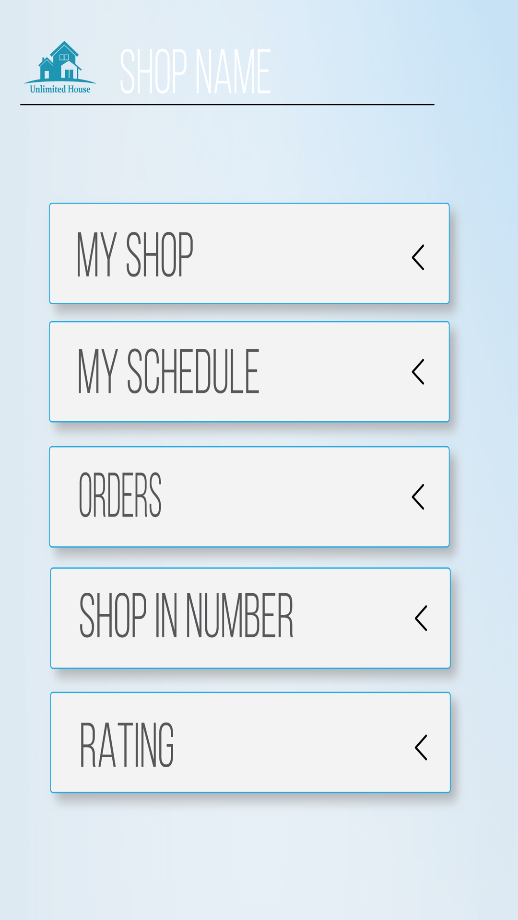 Unlimited House
SHOP NAME
MY SHOP
MY SCHEDULE
ORDERS
SHOP IN NUMBER
RATING